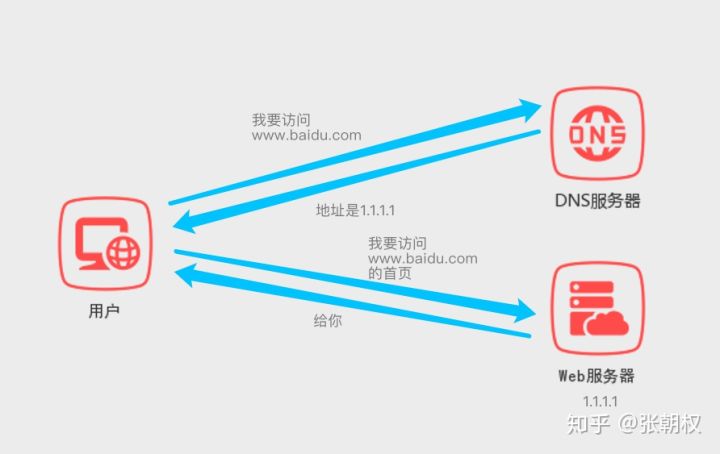 我要访问
www.baidu.com
DNS
DNS服务器
地址是1.1.1.1
我要访问
www.baidu.com
的首页
用户
给你
Web服务器
1.1.1.1
知乎 @张朝权